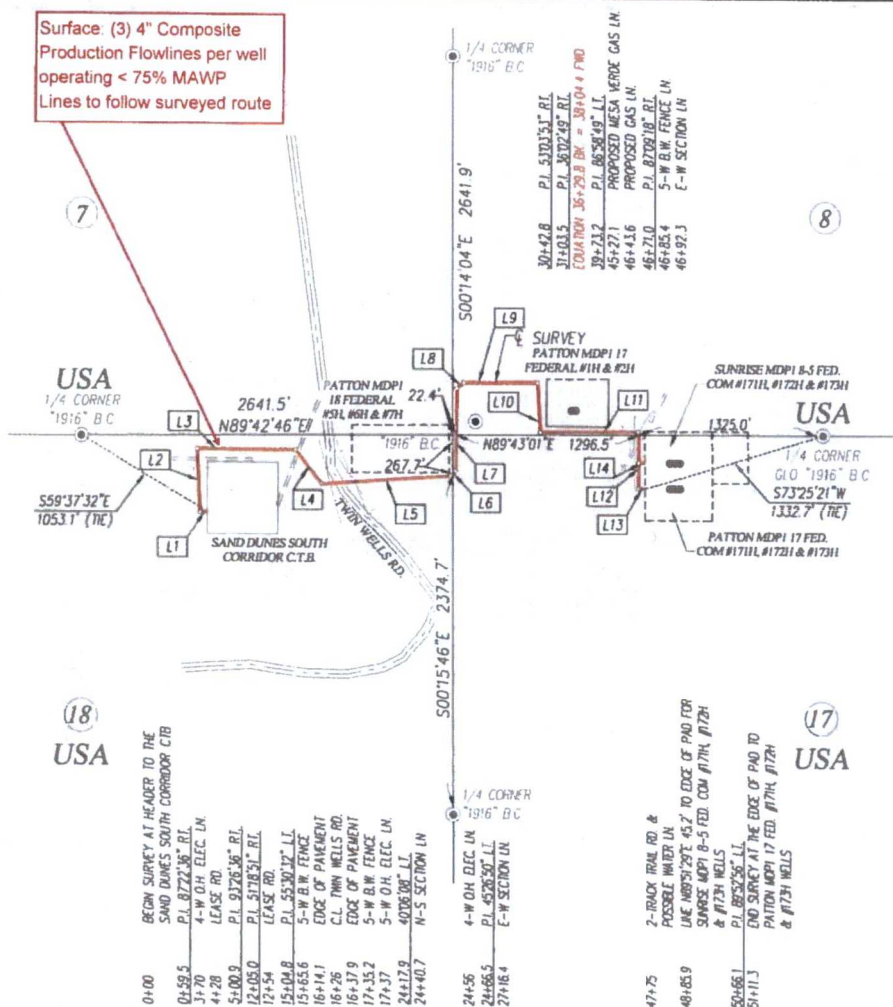 Surface: (3) 4" Composite
Production Flowlines per well
operating < 75% MAWP
Lines to follow surveyed route
1/4 CORNER
"1916" B C
30+42.8 P.I. 53°03'53" RT.
31+03.5 P.I. 36°02'49" RT.
EQUATION 36+29.8 BK. = 38+04.4 FWD
39+73.2 P.I. 86°58'49" LT.
45+27.1 PROPOSED MESA VERDE GAS LN.
46+43.6 PROPOSED GAS LN.
46+71.0 P.I. 87°09'18" RT.
46+85.4 5-W B.W. FENCE LN.
46+92.3 E-W SECTION LN
S00°14'04"E 2641.9'
7
8
L9
℄ SURVEY
L8
PATTON MDP1 17
FEDERAL #1H & #2H
SUNRISE MDP1 8-5 FED.
COM #171H, #172H & #173H
USA
1/4 CORNER
"1916" B C
2641.5'
N89°42'46"E
PATTON MDP1
18 FEDERAL
#5H, #6H & #7H
22.4'
L10
L11
USA
L3
"1916" B C
N89°43'01"E 1296.5'
1325.0'
1/4 CORNER
GLO "1916" B C
L2
267.7'
L7
L14
L12
S59°37'32"E
1053.1' (TIE)
L4
L5
L6
L13
S73°25'21"W
1332.7' (TIE)
L1
SAND DUNES SOUTH
CORRIDOR C.T.B.
TWIN WELLS RD.
PATTON MDP1 17 FED.
COM #171H, #172H & #173H
S00°15'46"E 2374.7'
18
USA
17
USA
1/4 CORNER
"1916" B C
0+00 BEGIN SURVEY AT HEADER TO THE
SAND DUNES SOUTH CORRIDOR CTB
0+59.5 P.I. 87°22'36" RT.
3+70 4-W O.H. ELEC. LN.
4+28 LEASE RD.
5+00.9 P.I. 93°26'36" RT.
12+05.0 P.I. 51°18'51" RT.
12+54 LEASE RD.
15+04.8 P.I. 55°30'12" LT.
15+65.6 5-W B.W. FENCE
16+14.1 EDGE OF PAVEMENT
16+26 C.L. TWIN WELLS RD.
16+37.9 EDGE OF PAVEMENT
17+35.2 5-W B.W. FENCE
17+37 5-W O.H. ELEC. LN.
24+17.9 40°06'08" LT.
24+40.7 N-S SECTION LN
24+56 4-W O.H. ELEC. LN
24+66.5 P.I. 45°26'50" LT.
27+16.4 E-W SECTION LN
47+75 2-TRACK TRAIL RD. &
POSSIBLE WATER LN.
48+85.9 LINE N89°51'29"E 45.2' TO EDGE OF PAD FOR
SUNRISE MDP1 8-5 FED. COM #171H, #172H
& #173H WELLS
50+66.1 P.I. 89°52'56" LT.
51+11.3 END SURVEY AT THE EDGE OF PAD TO
PATTON MDP1 17 FED. #171H, #172H
& #173H WELLS